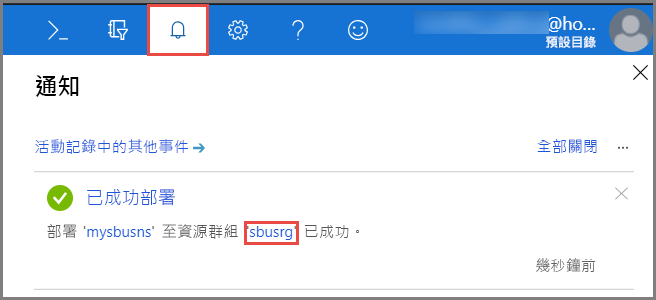 @ho...
預設目錄
通知
活動記錄中的其他事件
全部關閉 ...
已成功部署
部署 'mysbusns' 至資源群組 'sbusrg' 已成功。
幾秒鐘前